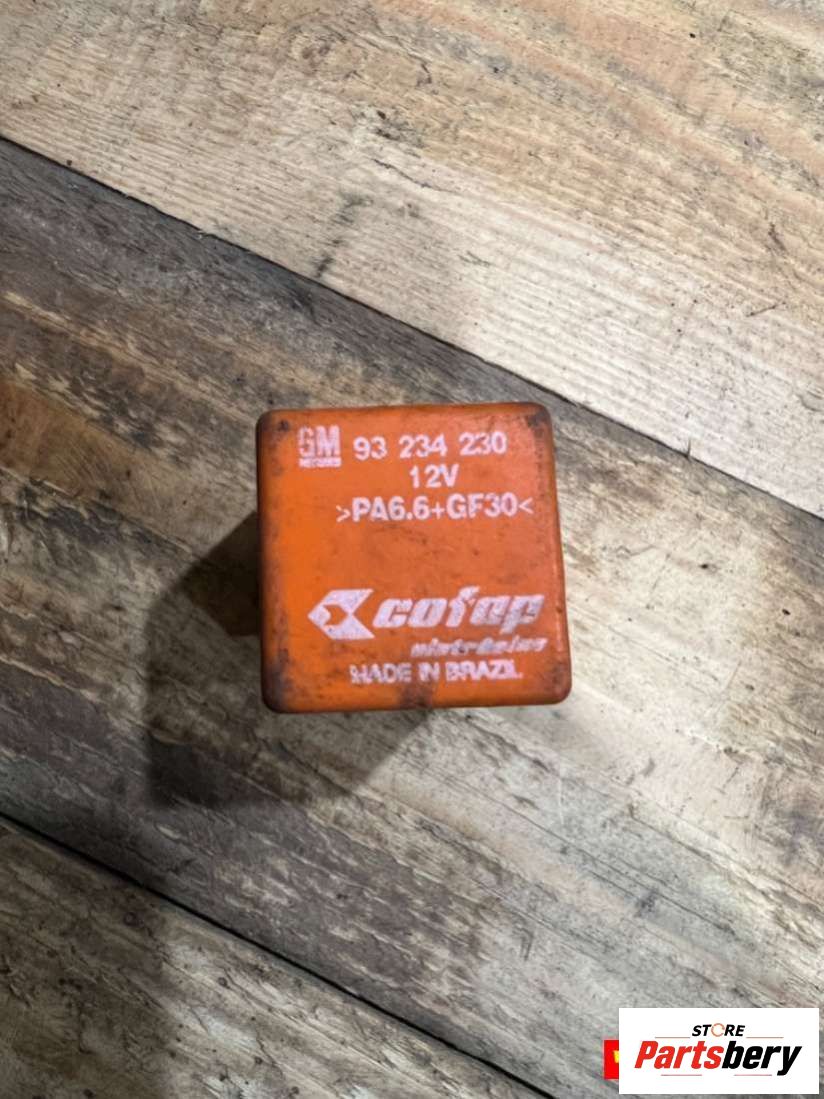 GM 93 234 230
12V
>PA6.6+GF30<
cofap
MADE IN BRAZIL
STORE
Partsbery